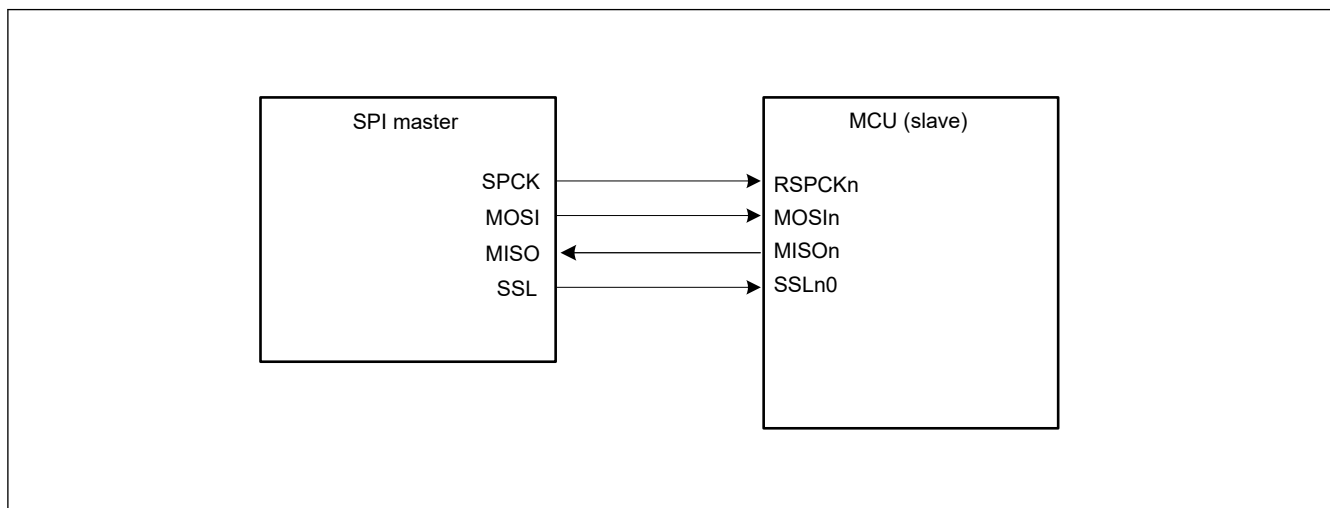 SPI master
SPCK
MOSI
MISO
SSL
MCU (slave)
RSPCKn
MOSIn
MISOn
SSLn0